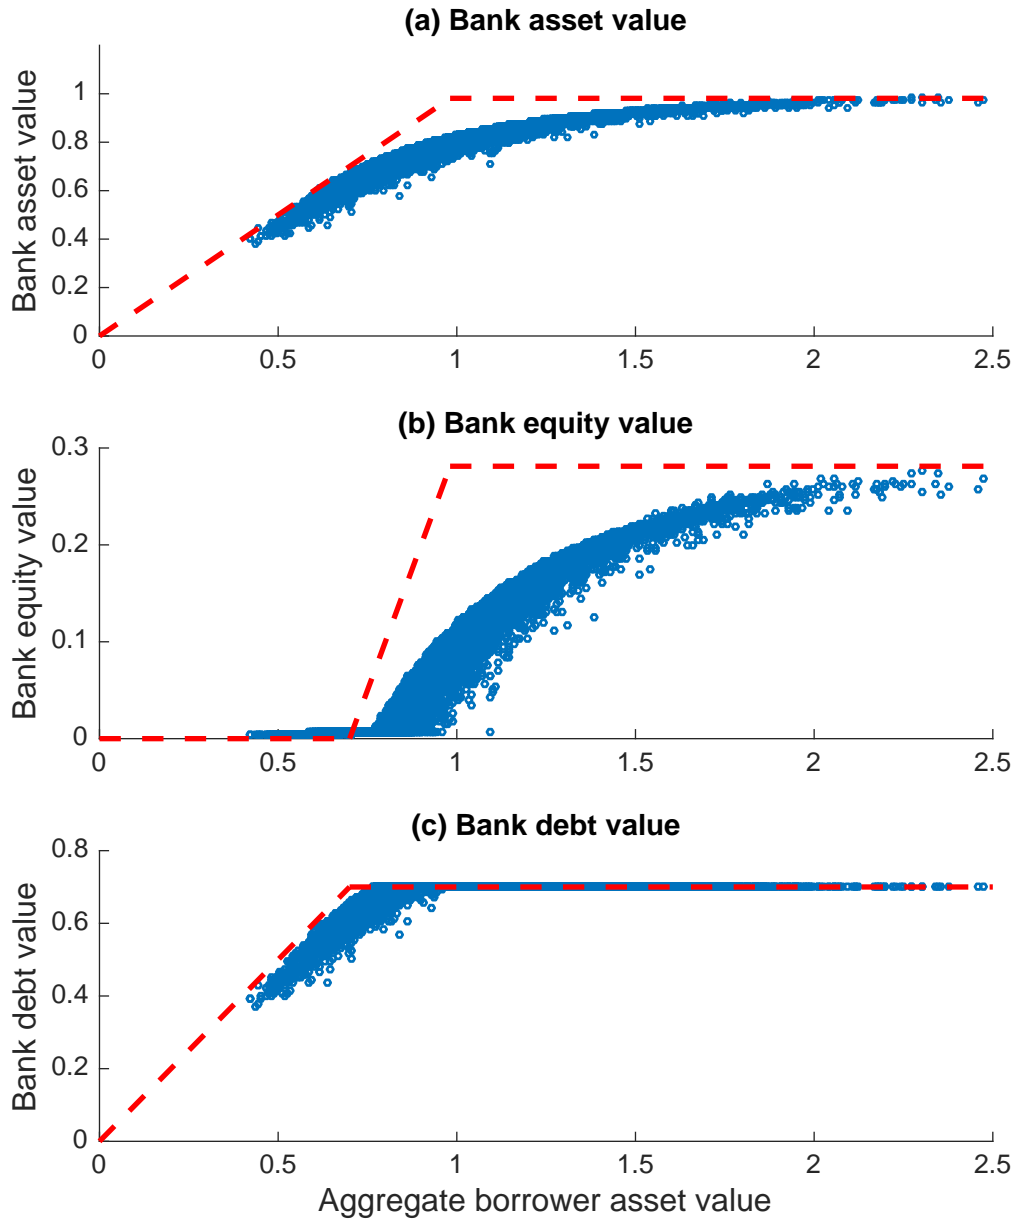 (a) Bank asset value
Bank asset value
1
0.8
0.6
0.4
0.2
0
0 0.5 1 1.5 2 2.5
(b) Bank equity value
Bank equity value
0.3
0.2
0.1
0
0 0.5 1 1.5 2 2.5
(c) Bank debt value
Bank debt value
0.8
0.6
0.4
0.2
0
0 0.5 1 1.5 2 2.5
Aggregate borrower asset value